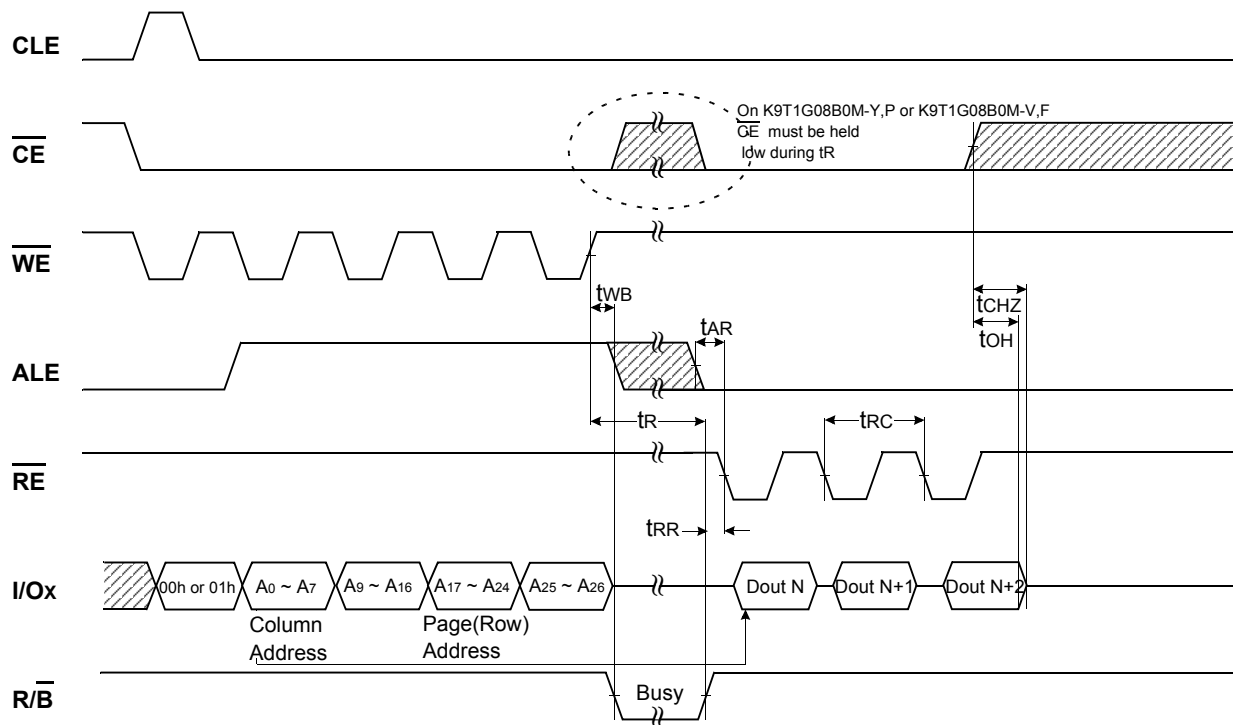 CLE
On K9T1G08B0M-Y,P or K9T1G08B0M-V,F
CE must be held
low during tR
CE
WE
tWB
tCHZ
tAR
tOH
ALE
tR
tRC
RE
tRR
I/Ox
00h or 01h
A0 ~ A7
A9 ~ A16
A17 ~ A24
A25 ~ A26
Dout N
Dout N+1
Dout N+2
Column
Address
Page(Row)
Address
R/B
Busy